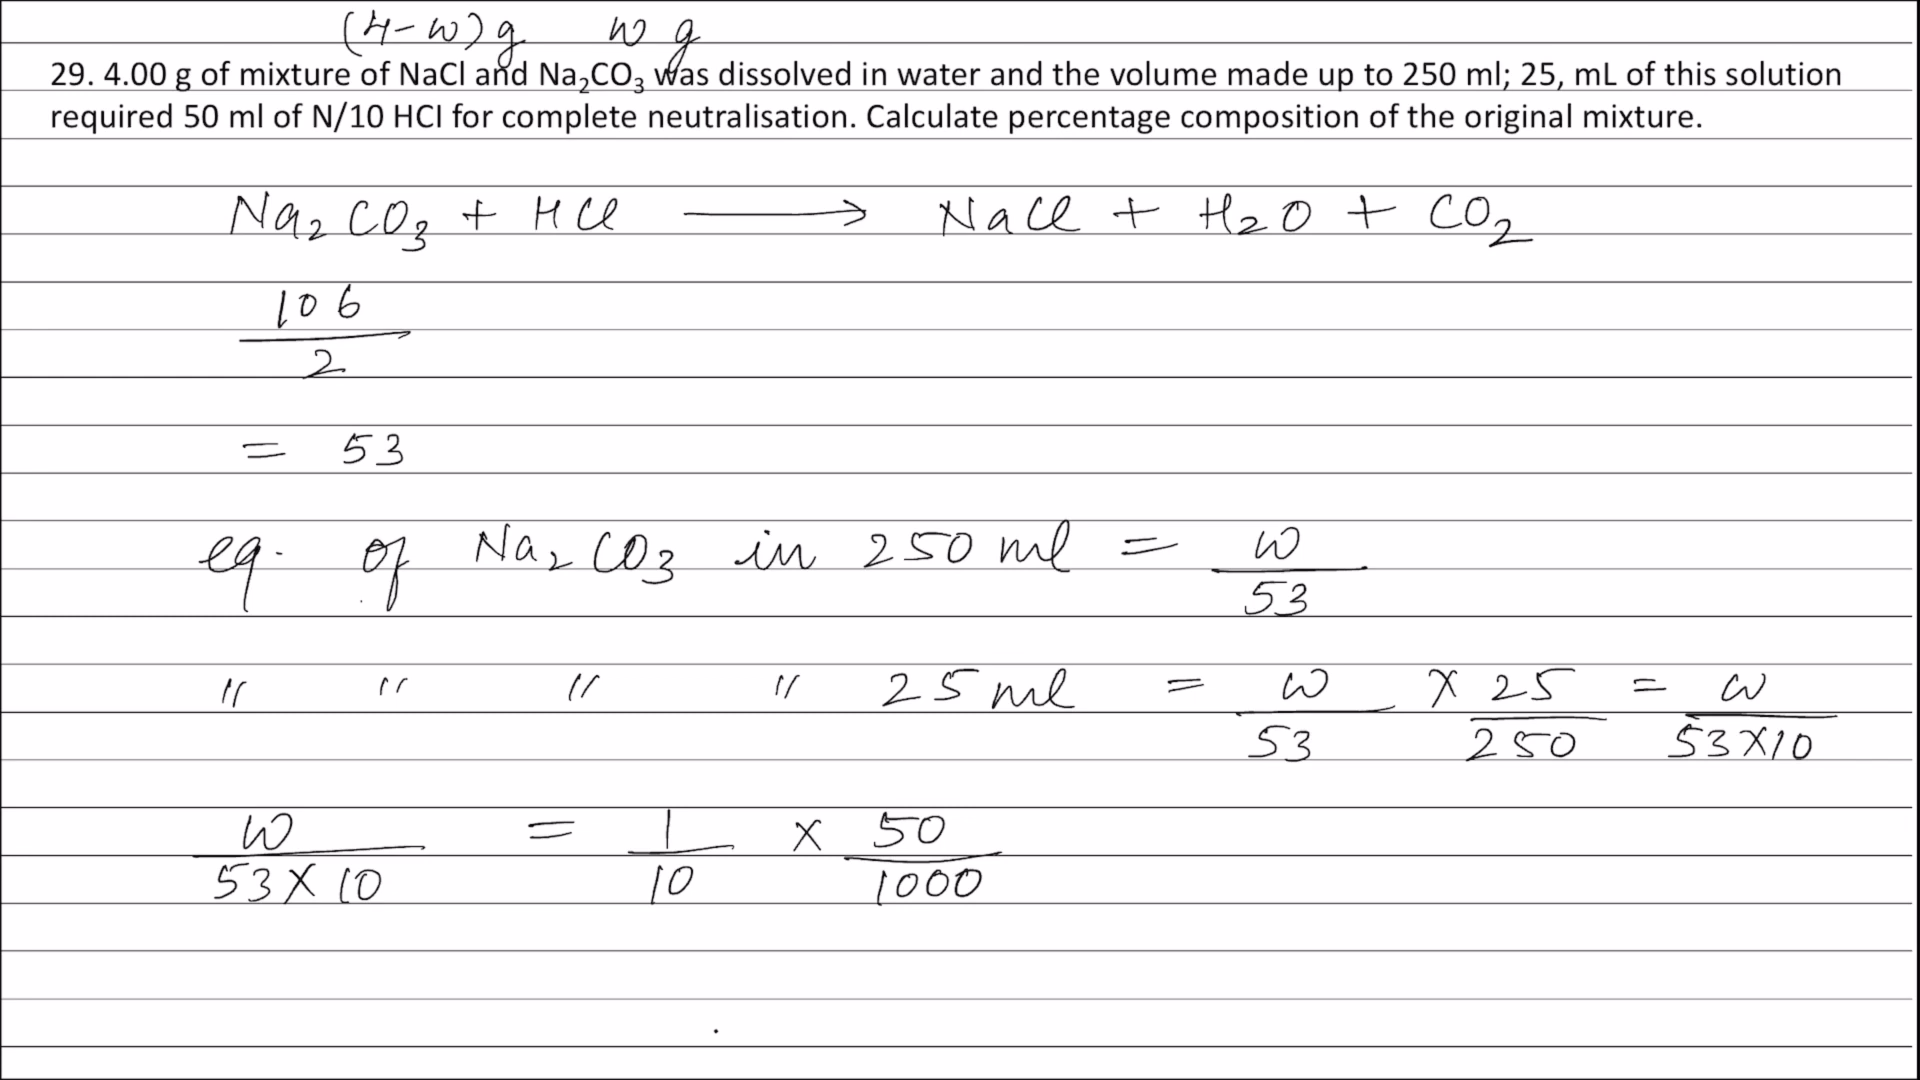 (4-w)g w g
29. 4.00 g of mixture of NaCl and Na₂CO₃ was dissolved in water and the volume made up to 250 ml; 25, mL of this solution
required 50 ml of N/10 HCl for complete neutralisation. Calculate percentage composition of the original mixture.
Na₂CO₃ + HCl ⟶ NaCl + H₂O + CO₂
106
2
= 53
eq. of Na₂CO₃ in 250 ml = w/53
" " " " 25 ml = w/53 × 25/250 = w/53×10
w/53×10 = 1/10 × 50/1000